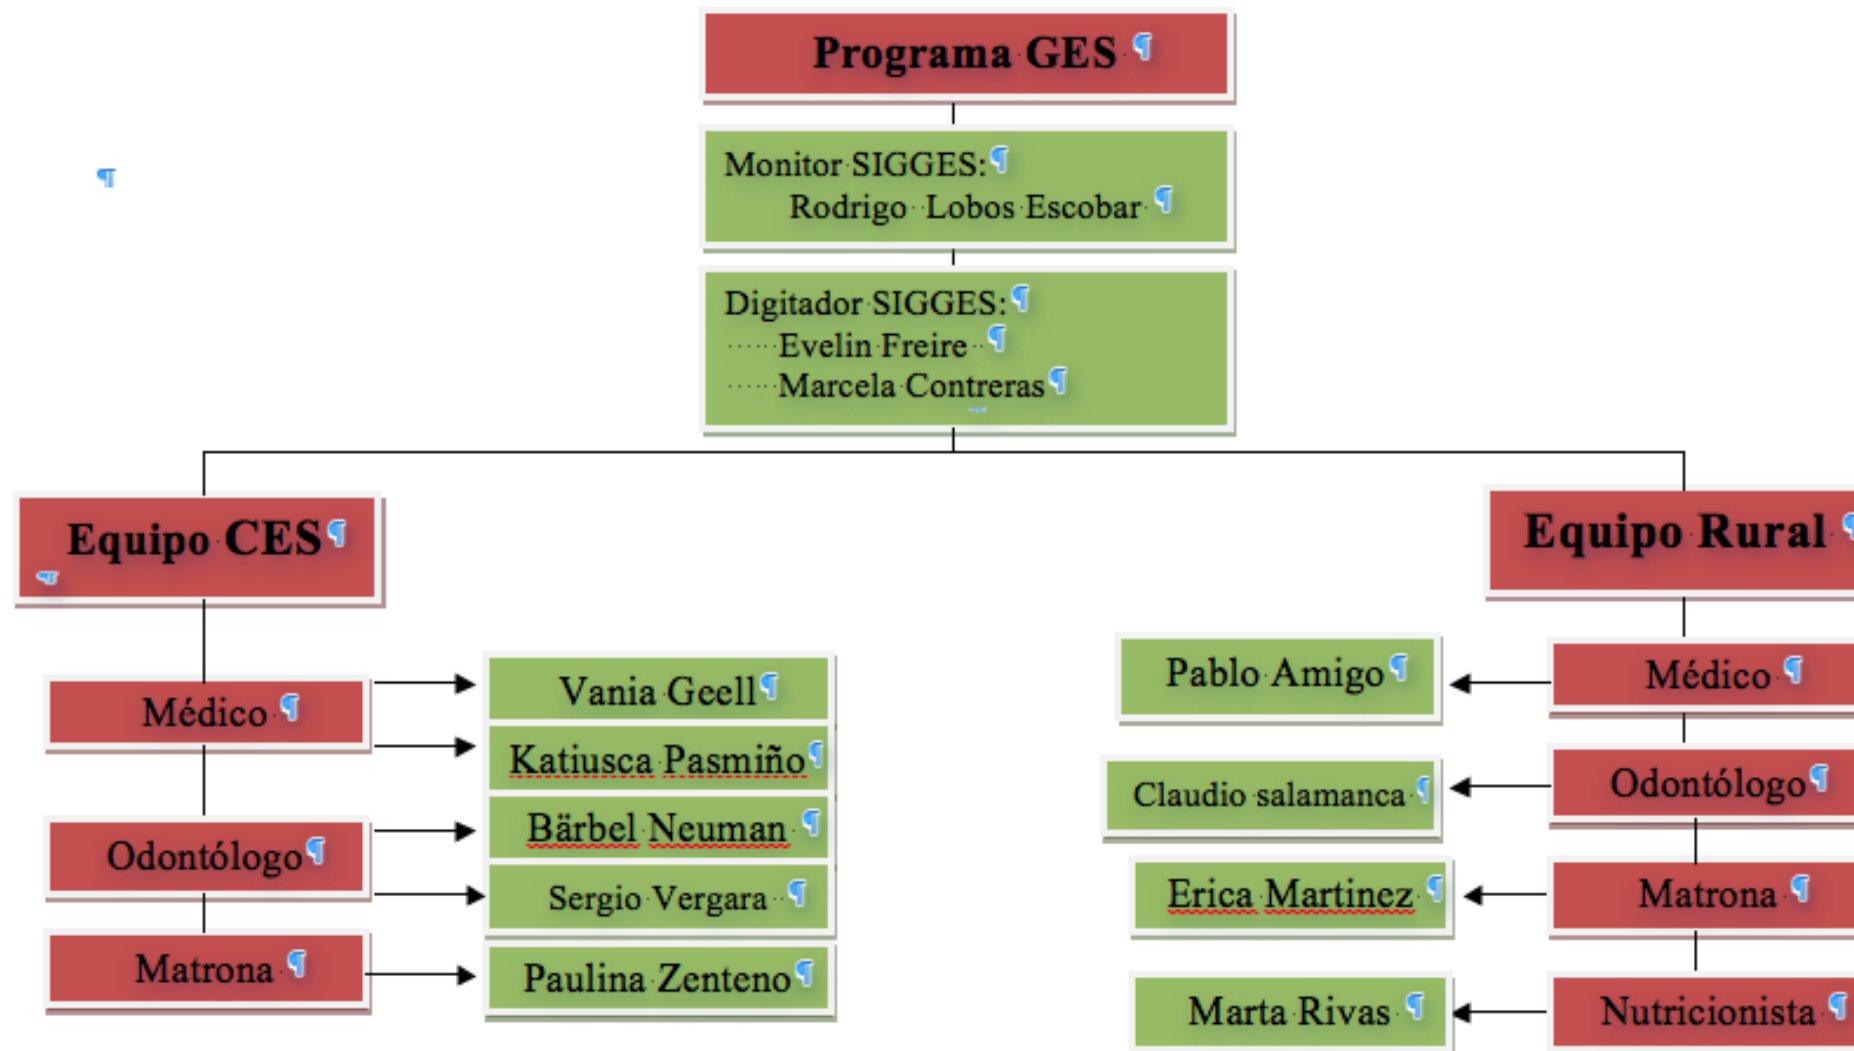 Programa GES
Monitor SIGGES:
Rodrigo Lobos Escobar
Digitador SIGGES:
Evelin Freire
Marcela Contreras
Equipo CES
Médico
Odontólogo
Matrona
Vania Geell
Katiusca Pasmiño
Bärbel Neuman
Sergio Vergara
Paulina Zenteno
Equipo Rural
Pablo Amigo
Médico
Claudio salamanca
Odontólogo
Erica Martinez
Matrona
Marta Rivas
Nutricionista